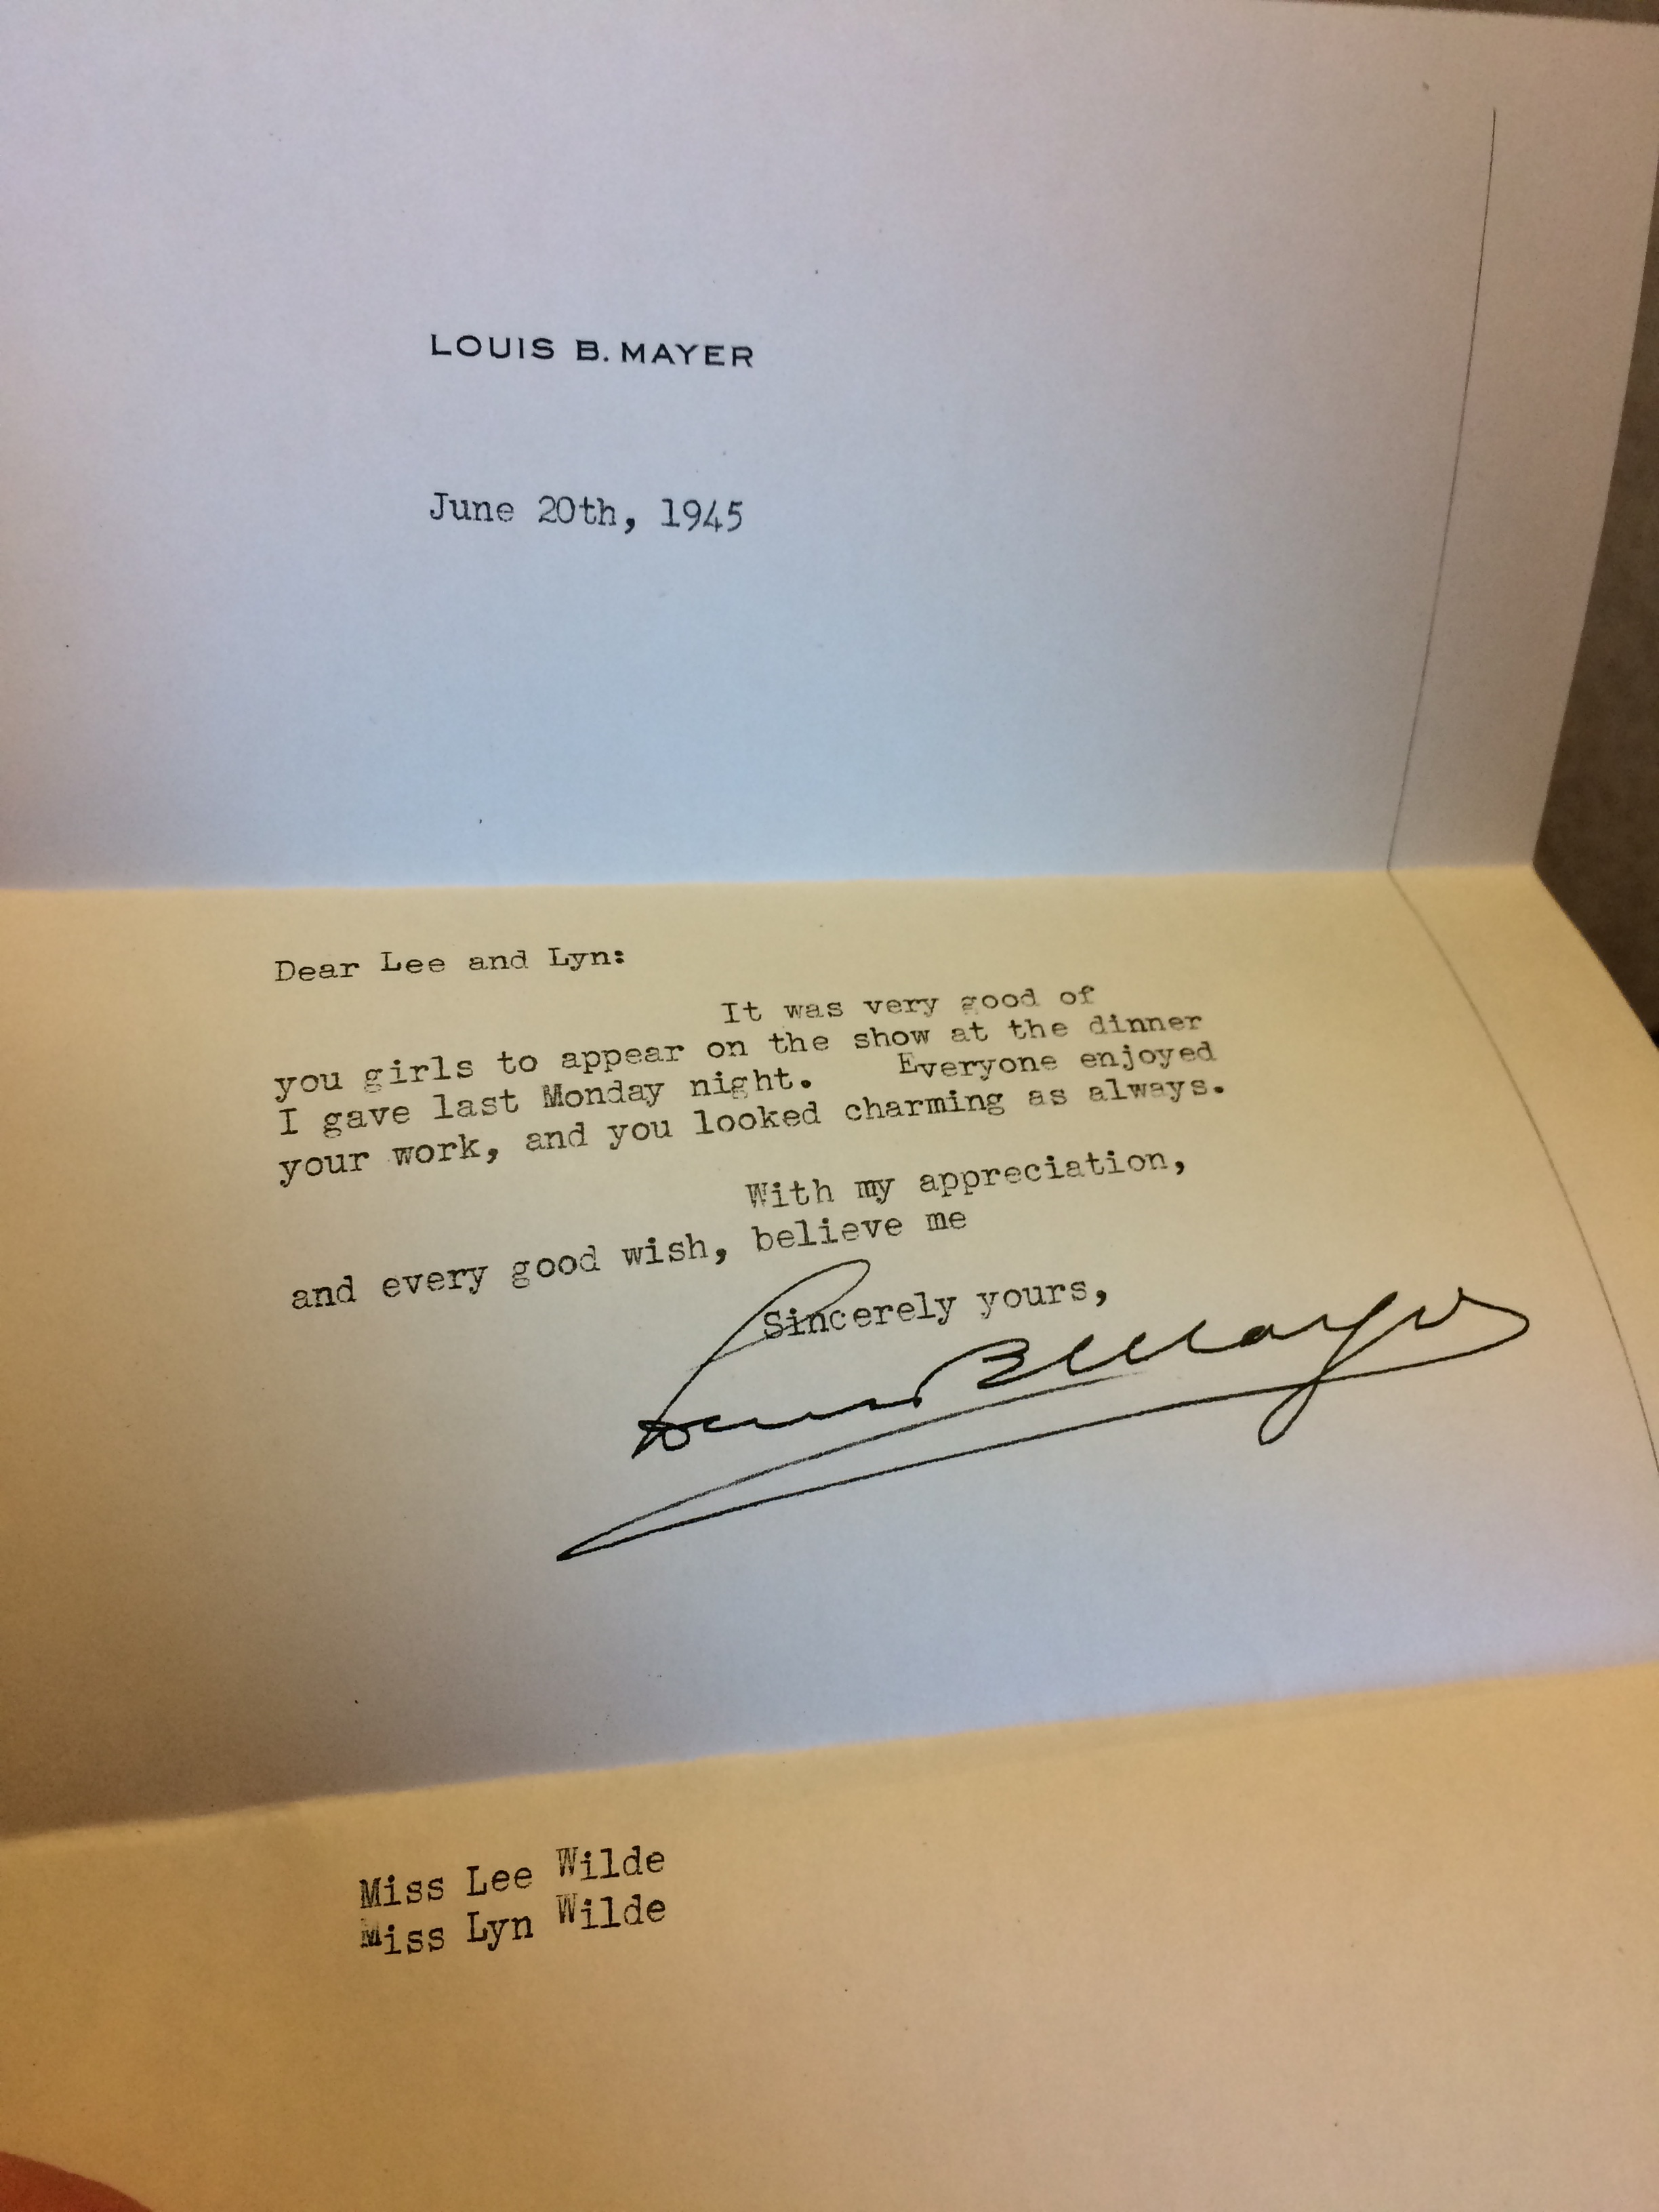 LOUIS B. MAYER
June 20th, 1945
Dear Lee and Lyn:
It was very good of
you girls to appear on the show at the dinner
I gave last Monday night. Everyone enjoyed
your work, and you looked charming as always.
With my appreciation,
and every good wish, believe me
Sincerely yours,
Louis B Mayer
Miss Lee Wilde
Miss Lyn Wilde